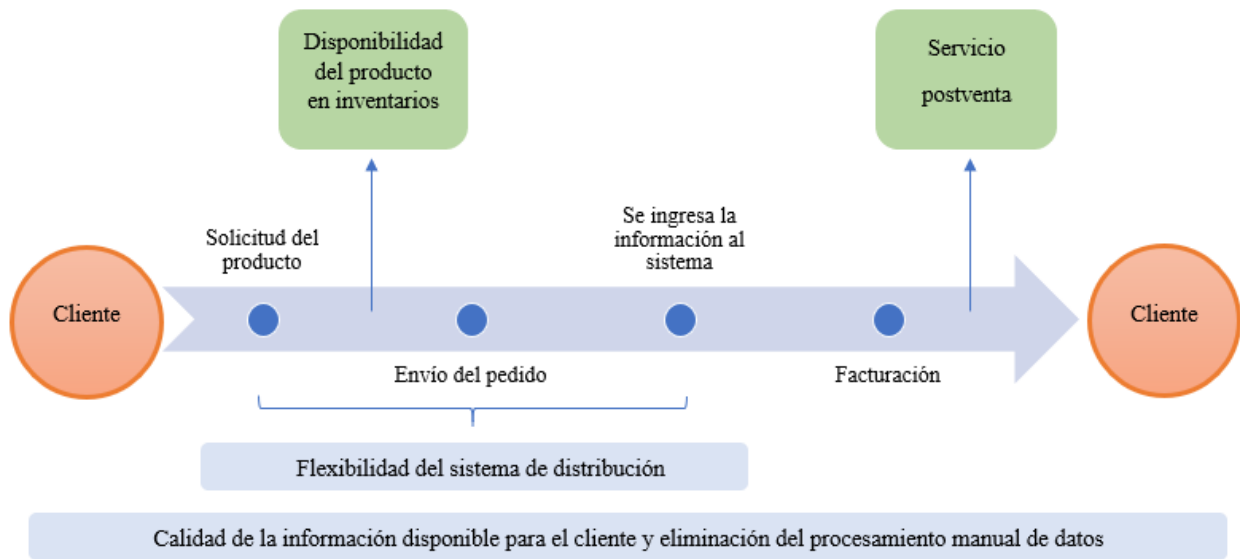 Disponibilidad
del producto
en inventarios
Servicio
postventa
Solicitud del
producto
Se ingresa la
información al
sistema
Cliente
Cliente
Envío del pedido
Facturación
Flexibilidad del sistema de distribución
Calidad de la información disponible para el cliente y eliminación del procesamiento manual de datos